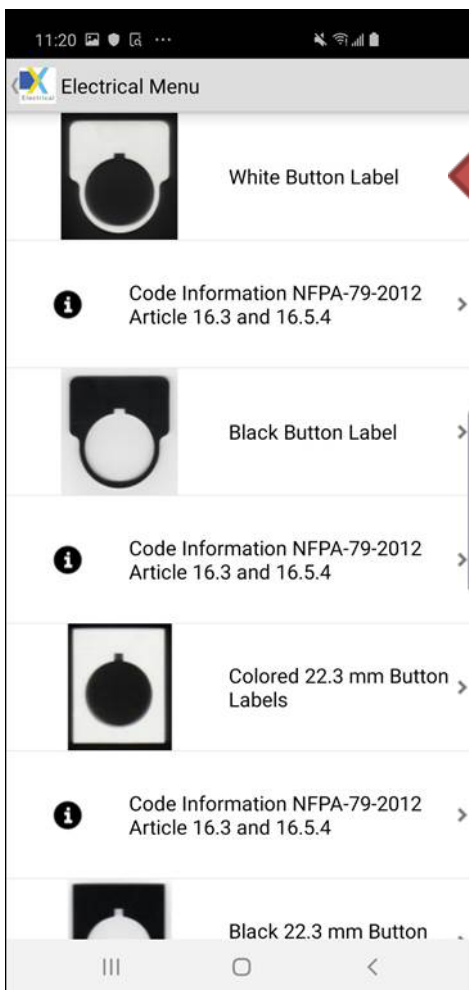 11:20
Electrical
Electrical Menu
White Button Label
Code Information NFPA-79-2012
Article 16.3 and 16.5.4
Black Button Label
Code Information NFPA-79-2012
Article 16.3 and 16.5.4
Colored 22.3 mm Button
Labels
Code Information NFPA-79-2012
Article 16.3 and 16.5.4
Black 22.3 mm Button